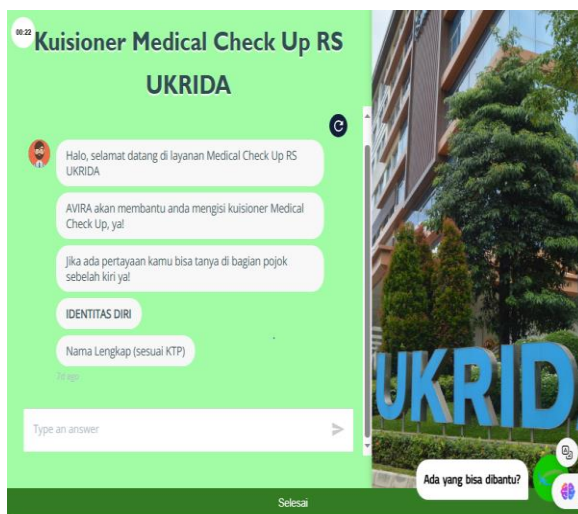 00:22
Kuisioner Medical Check Up RS
UKRIDA
Halo, selamat datang di layanan Medical Check Up RS
UKRIDA
AVIRA akan membantu anda mengisi kuisioner Medical
Check Up, ya!
Jika ada pertayaan kamu bisa tanya di bagian pojok
sebelah kiri ya!
IDENTITAS DIRI
Nama Lengkap (sesuai KTP)
Type an answer
UKRID
Ada yang bisa dibantu?
Selesai